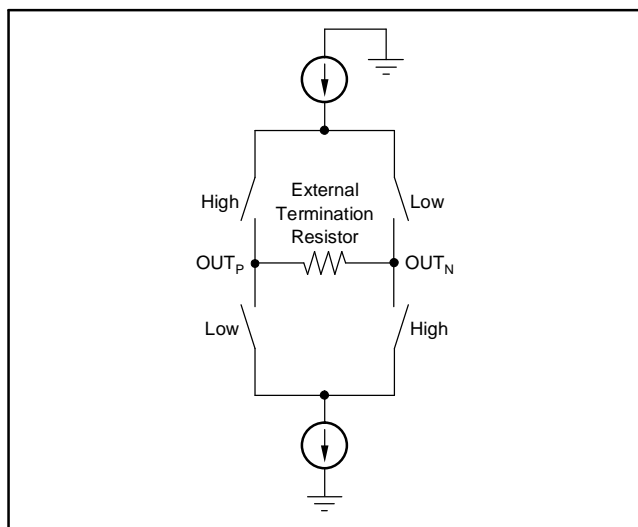 External
Termination
Resistor
High
Low
OUTP
OUTN
Low
High